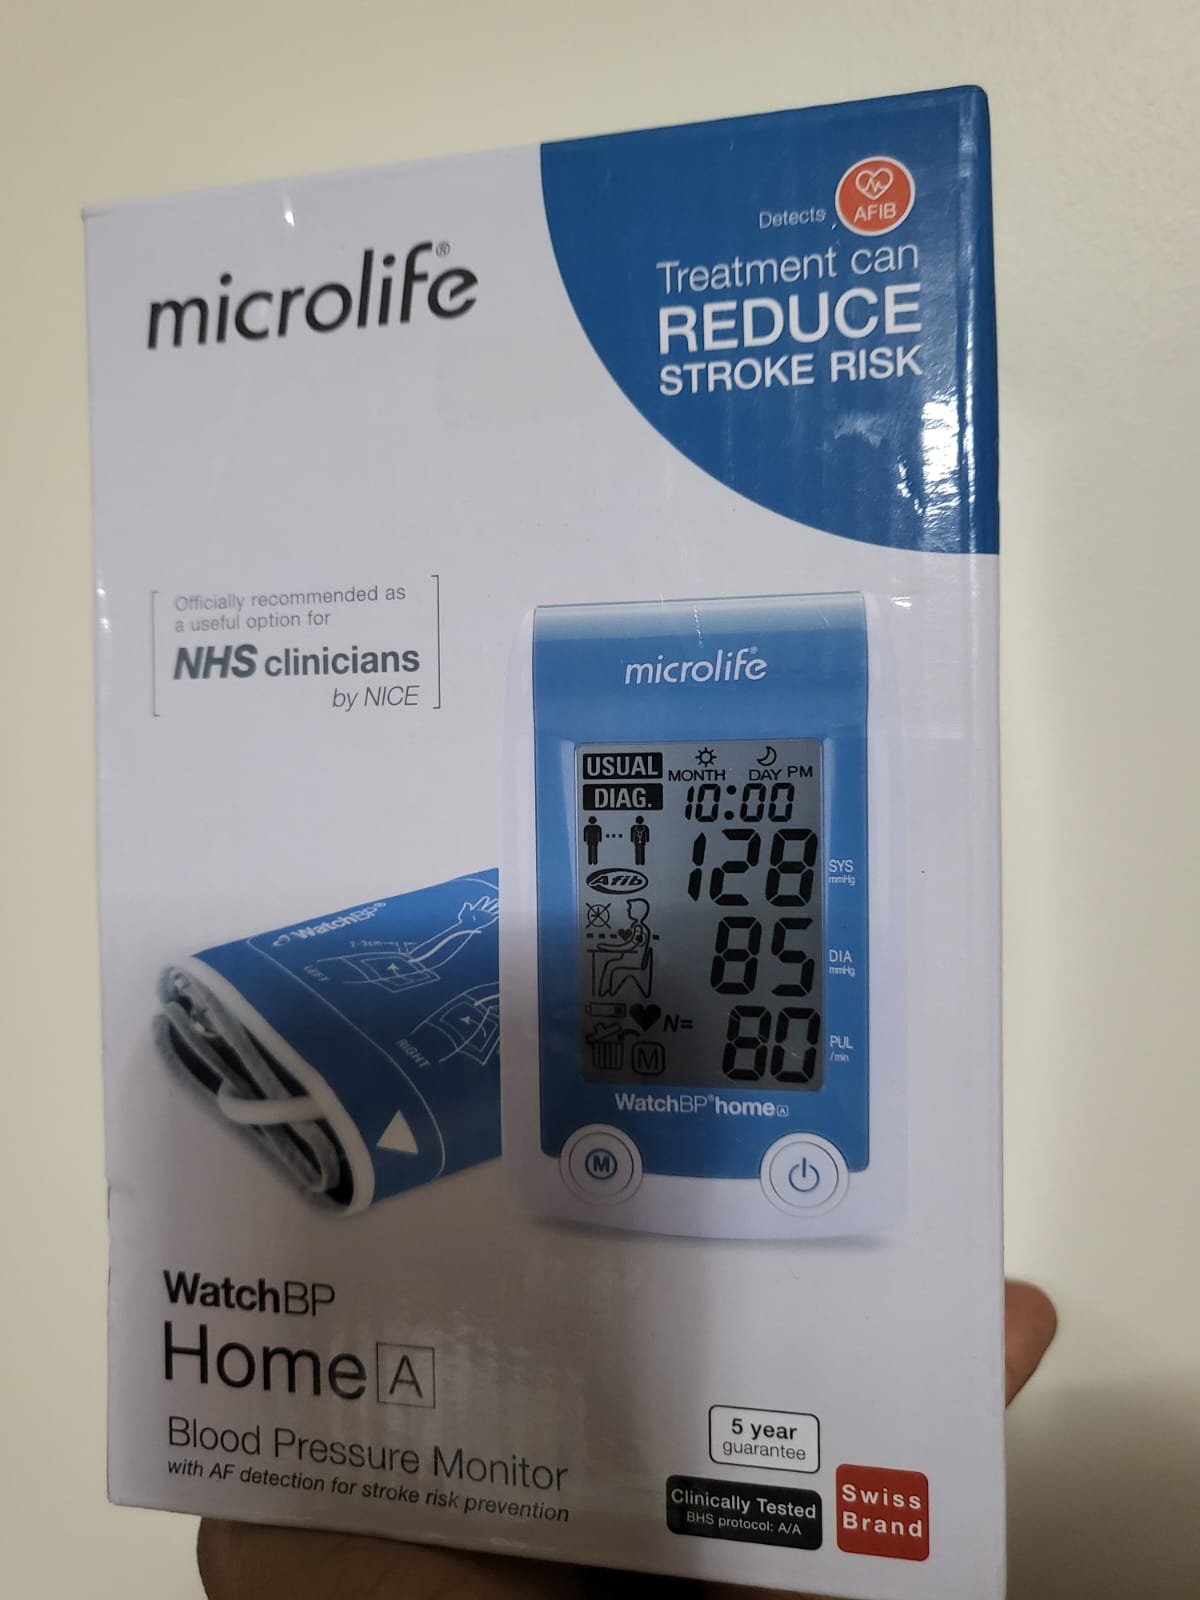 Detects AFIB
Treatment can
REDUCE
STROKE RISK
microlife®
Officially recommended as
a useful option for
NHS clinicians
by NICE
microlife®
USUAL
MONTH DAY PM
DIAG.
10:00
128
SYS
mmHg
Afib
85
DIA
mmHg
N=
80
PUL
/min
M
WatchBP®home A
M
WatchBP®
2-3cm
LEFT
RIGHT
WatchBP
Home A
Blood Pressure Monitor
with AF detection for stroke risk prevention
5 year
guarantee
Clinically Tested
BHS protocol: A/A
Swiss
Brand